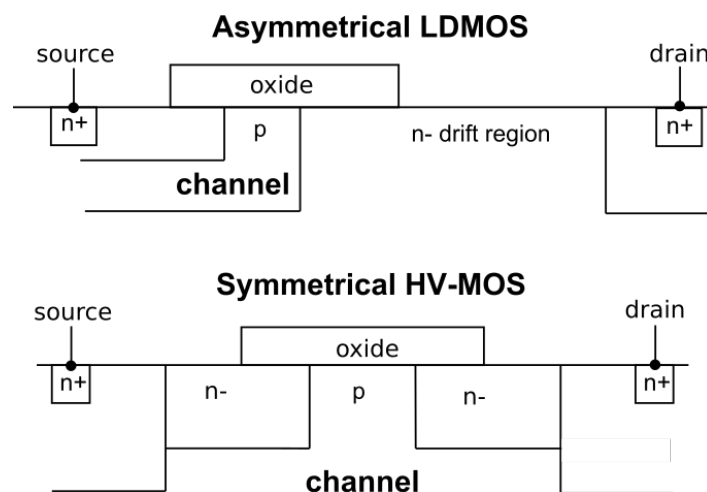 Asymmetrical LDMOS
source
drain
oxide
n+
p
n- drift region
n+
channel
Symmetrical HV-MOS
source
drain
oxide
n+
n-
p
n-
n+
channel